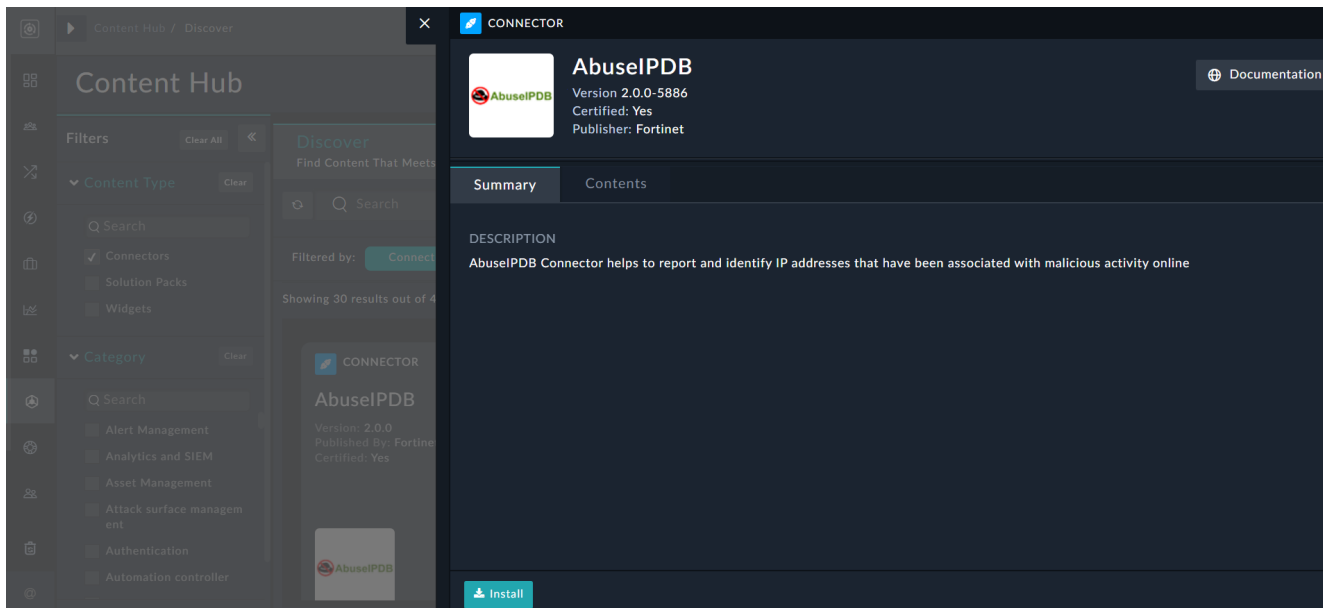 Content Hub / Discover
Content Hub
Filters
Clear All
Content Type
Clear
Search
Connectors
Solution Packs
Widgets
Category
Clear
Search
Alert Management
Analytics and SIEM
Asset Management
Attack surface managem
ent
Authentication
Automation controller
Discover
Find Content That Meets
Search
Filtered by:
Connect
Showing 30 results out of 4
CONNECTOR
AbuseIPDB
Version: 2.0.0
Published By: Fortine
Certified: Yes
AbuseIPDB
CONNECTOR
AbuseIPDB
AbuseIPDB
Version 2.0.0-5886
Certified: Yes
Publisher: Fortinet
Documentation
Summary
Contents
DESCRIPTION
AbuseIPDB Connector helps to report and identify IP addresses that have been associated with malicious activity online
Install